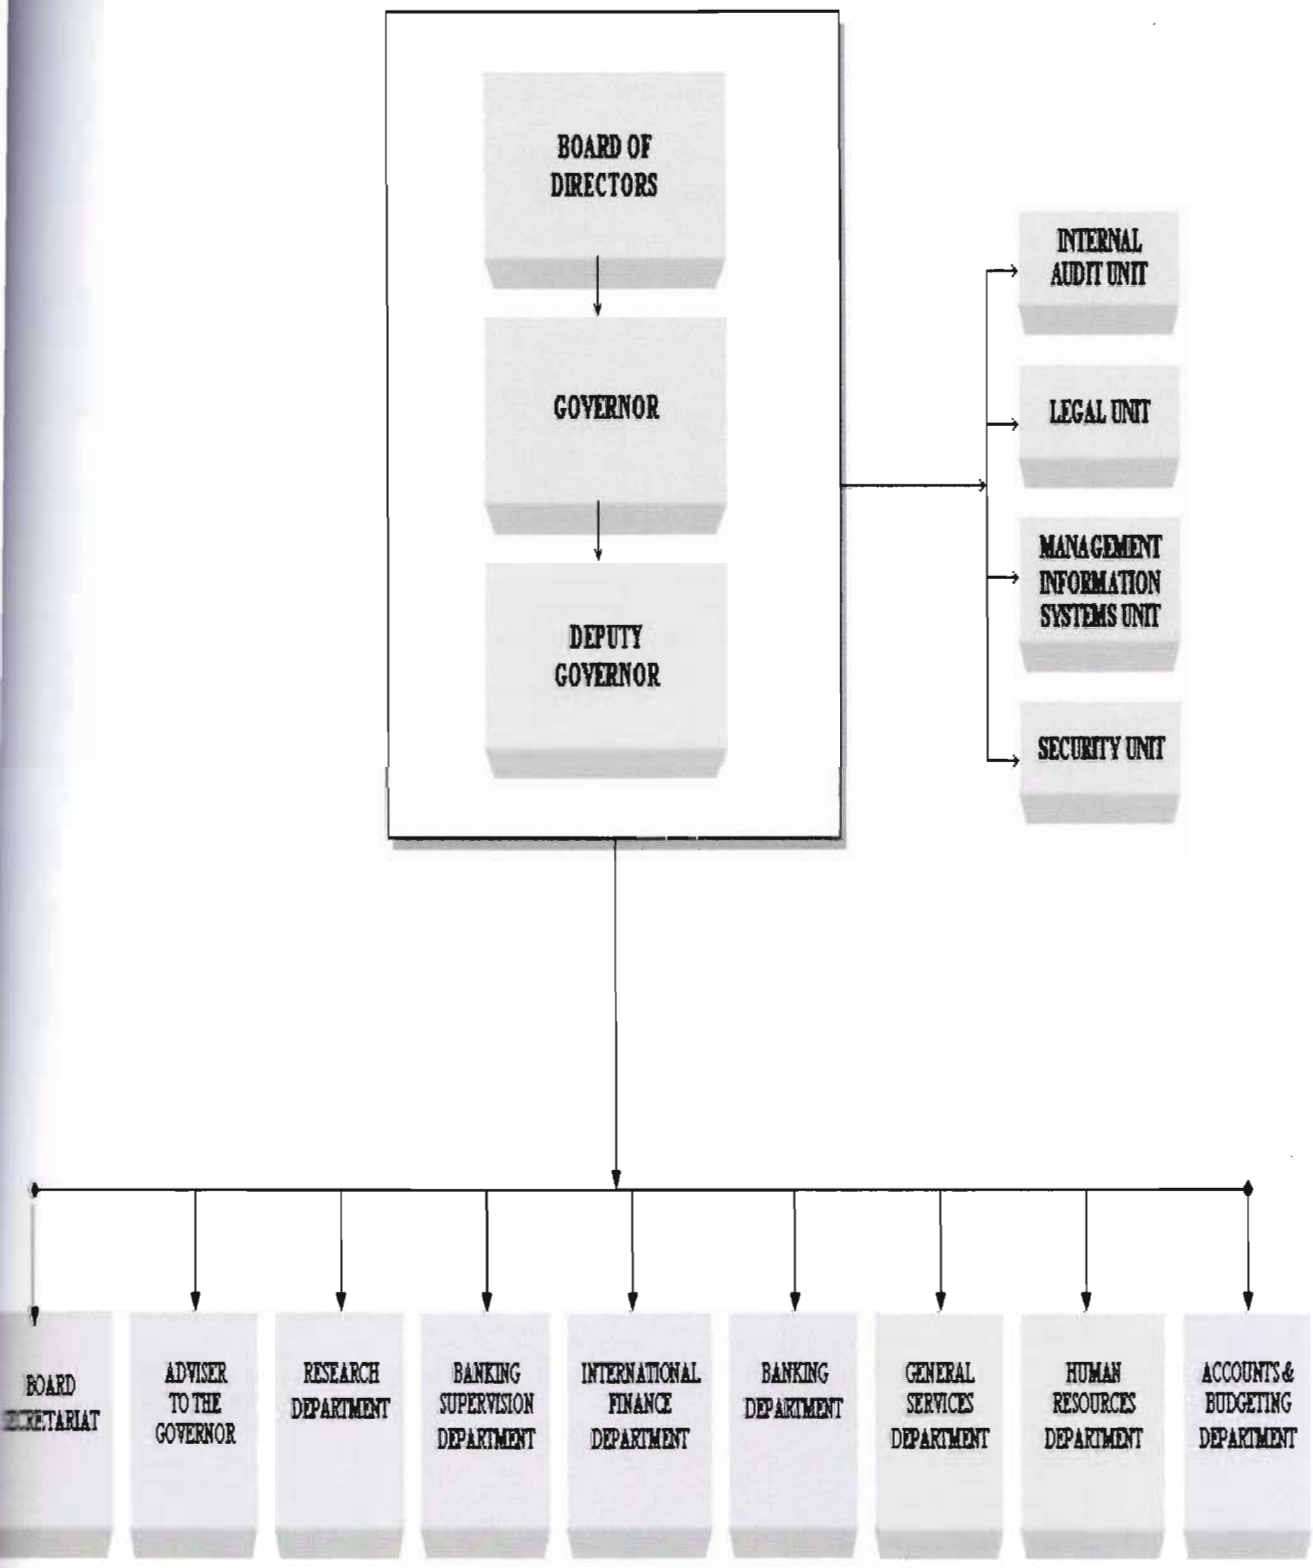 BOARD OF
DIRECTORS
GOVERNOR
DEPUTY
GOVERNOR
INTERNAL
AUDIT UNIT
LEGAL UNIT
MANAGEMENT
INFORMATION
SYSTEMS UNIT
SECURITY UNIT
BOARD
SECRETARIAT
ADVISER
TO THE
GOVERNOR
RESEARCH
DEPARTMENT
BANKING
SUPERVISION
DEPARTMENT
INTERNATIONAL
FINANCE
DEPARTMENT
BANKING
DEPARTMENT
GENERAL
SERVICES
DEPARTMENT
HUMAN
RESOURCES
DEPARTMENT
ACCOUNTS &
BUDGETING
DEPARTMENT